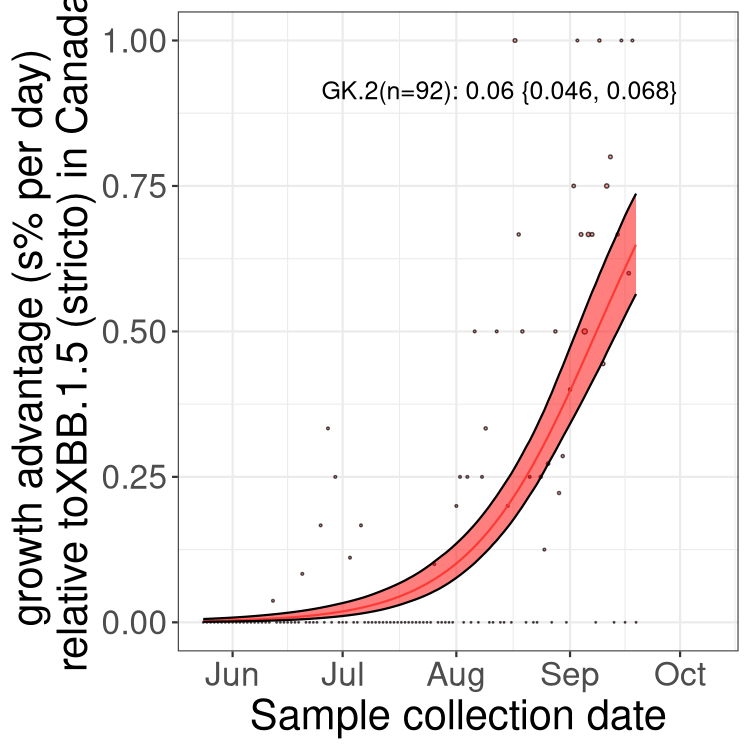 growth advantage (s% per day)
relative toXBB.1.5 (stricto) in Canada
1.00
0.75
0.50
0.25
0.00
GK.2(n=92): 0.06 {0.046, 0.068}
Jun Jul Aug Sep Oct
Sample collection date